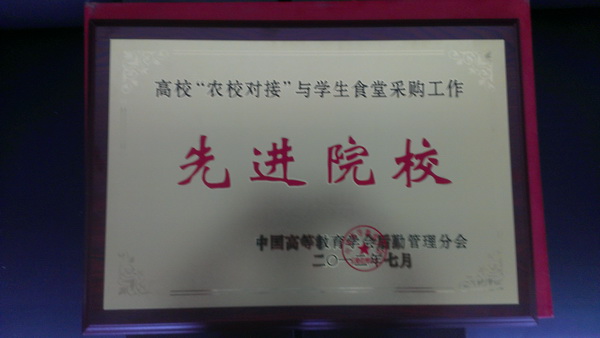 高校“农校对接”与学生食堂采购工作
先进院校
中国高等教育学会后勤管理分会
二〇一三年七月